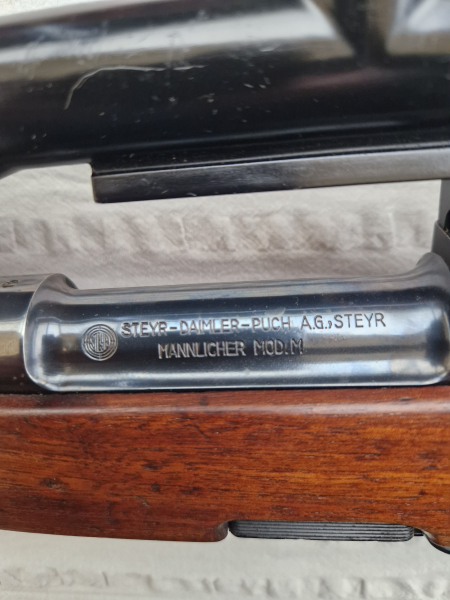 STEYR-DAIMLER-PUCH A.G., STEYR
MANNLICHER MOD. M